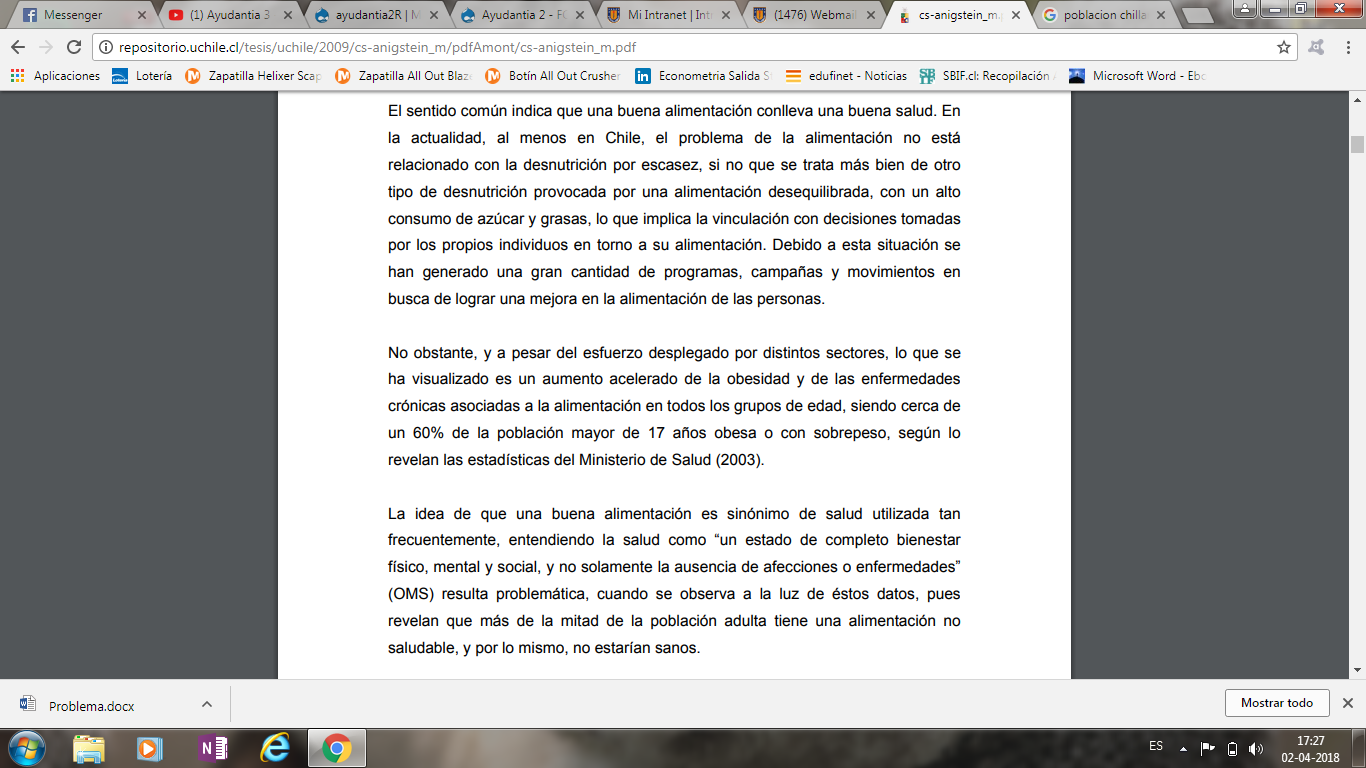 Messenger
(1) Ayudantia 3
ayudantia2R | M
Ayudantia 2 - FC
Mi Intranet | Int
(1476) Webmail
cs-anigstein_m.p
poblacion chilla
repositorio.uchile.cl/tesis/uchile/2009/cs-anigstein_m/pdfAmont/cs-anigstein_m.pdf
Aplicaciones
Lotería
Zapatilla Helixer Scap
Zapatilla All Out Blaz
Botín All Out Crusher
Econometria Salida S
edufinet - Noticias
SBIF.cl: Recopilación
Microsoft Word - Ebc
El sentido común indica que una buena alimentación conlleva una buena salud. En
la actualidad, al menos en Chile, el problema de la alimentación no está
relacionado con la desnutrición por escasez, si no que se trata más bien de otro
tipo de desnutrición provocada por una alimentación desequilibrada, con un alto
consumo de azúcar y grasas, lo que implica la vinculación con decisiones tomadas
por los propios individuos en torno a su alimentación. Debido a esta situación se
han generado una gran cantidad de programas, campañas y movimientos en
busca de lograr una mejora en la alimentación de las personas.
No obstante, y a pesar del esfuerzo desplegado por distintos sectores, lo que se
ha visualizado es un aumento acelerado de la obesidad y de las enfermedades
crónicas asociadas a la alimentación en todos los grupos de edad, siendo cerca de
un 60% de la población mayor de 17 años obesa o con sobrepeso, según lo
revelan las estadísticas del Ministerio de Salud (2003).
La idea de que una buena alimentación es sinónimo de salud utilizada tan
frecuentemente, entendiendo la salud como “un estado de completo bienestar
físico, mental y social, y no solamente la ausencia de afecciones o enfermedades”
(OMS) resulta problemática, cuando se observa a la luz de éstos datos, pues
revelan que más de la mitad de la población adulta tiene una alimentación no
saludable, y por lo mismo, no estarían sanos.
Problema.docx
Mostrar todo
ES
17:27
02-04-2018